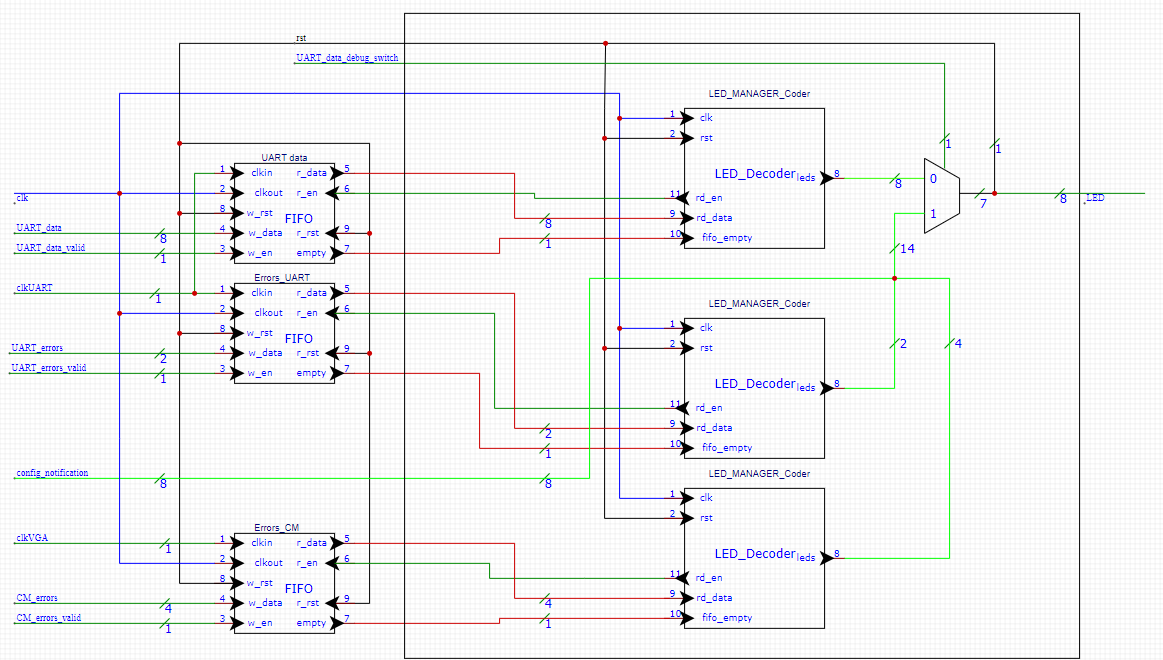 rst
UART_data_debug_switch
LED_MANAGER_Coder
1 clk
2 rst
LED_Decoder leds 8
8
11 rd_en
9 rd_data
10 fifo_empty
0
1
1
1
7
8
LED
14
UART data
1 clkin r_data 5
2 clkout r_en 6
8 w_rst
FIFO
4 w_data r_rst 9
3 w_en empty 7
clk
UART_data
8
UART_data_valid
1
8
1
Errors_UART
clkUART
1
1 clkin r_data 5
2 clkout r_en 6
8 w_rst
FIFO
4 w_data r_rst 9
3 w_en empty 7
UART_errors
2
UART_errors_valid
1
LED_MANAGER_Coder
1 clk
2 rst
LED_Decoder leds 8
11 rd_en
9 rd_data
10 fifo_empty
2
4
2
1
config_notification
8
8
LED_MANAGER_Coder
1 clk
2 rst
LED_Decoder leds 8
11 rd_en
9 rd_data
10 fifo_empty
Errors_CM
clkVGA
1
1 clkin r_data 5
2 clkout r_en 6
8 w_rst
FIFO
4 w_data r_rst 9
3 w_en empty 7
CM_errors
4
CM_errors_valid
1
4
1